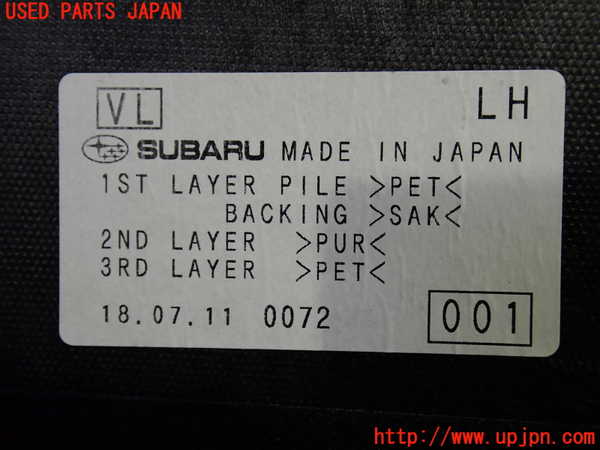 USED PARTS JAPAN
VL
LH
SUBARU MADE IN JAPAN
1ST LAYER PILE >PET<
BACKING >SAK<
2ND LAYER >PUR<
3RD LAYER >PET<
18.07.11 0072
001
http://www.upjpn.com/